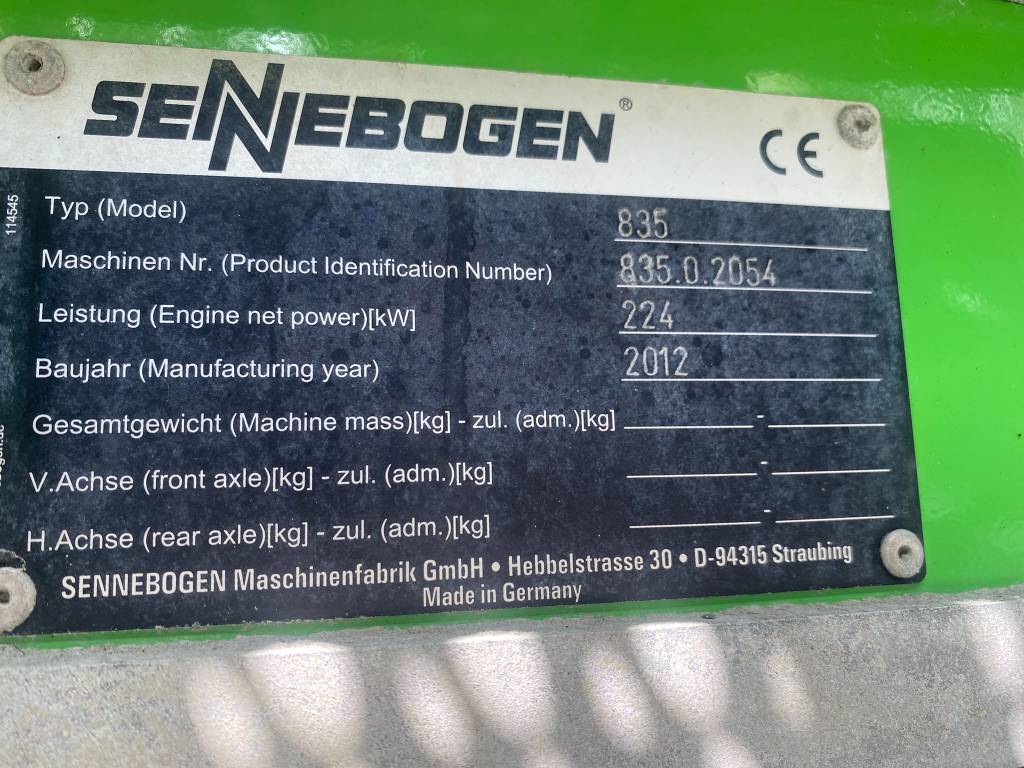 SENNEBOGEN®
CE
114545
Typ (Model) 835
Maschinen Nr. (Product Identification Number) 835.0.2054
Leistung (Engine net power)[kW] 224
Baujahr (Manufacturing year) 2012
Gesamtgewicht (Machine mass)[kg] - zul. (adm.)[kg] -
V.Achse (front axle)[kg] - zul. (adm.)[kg] -
H.Achse (rear axle)[kg] - zul. (adm.)[kg] -
SENNEBOGEN Maschinenfabrik GmbH • Hebbelstrasse 30 • D-94315 Straubing
Made in Germany